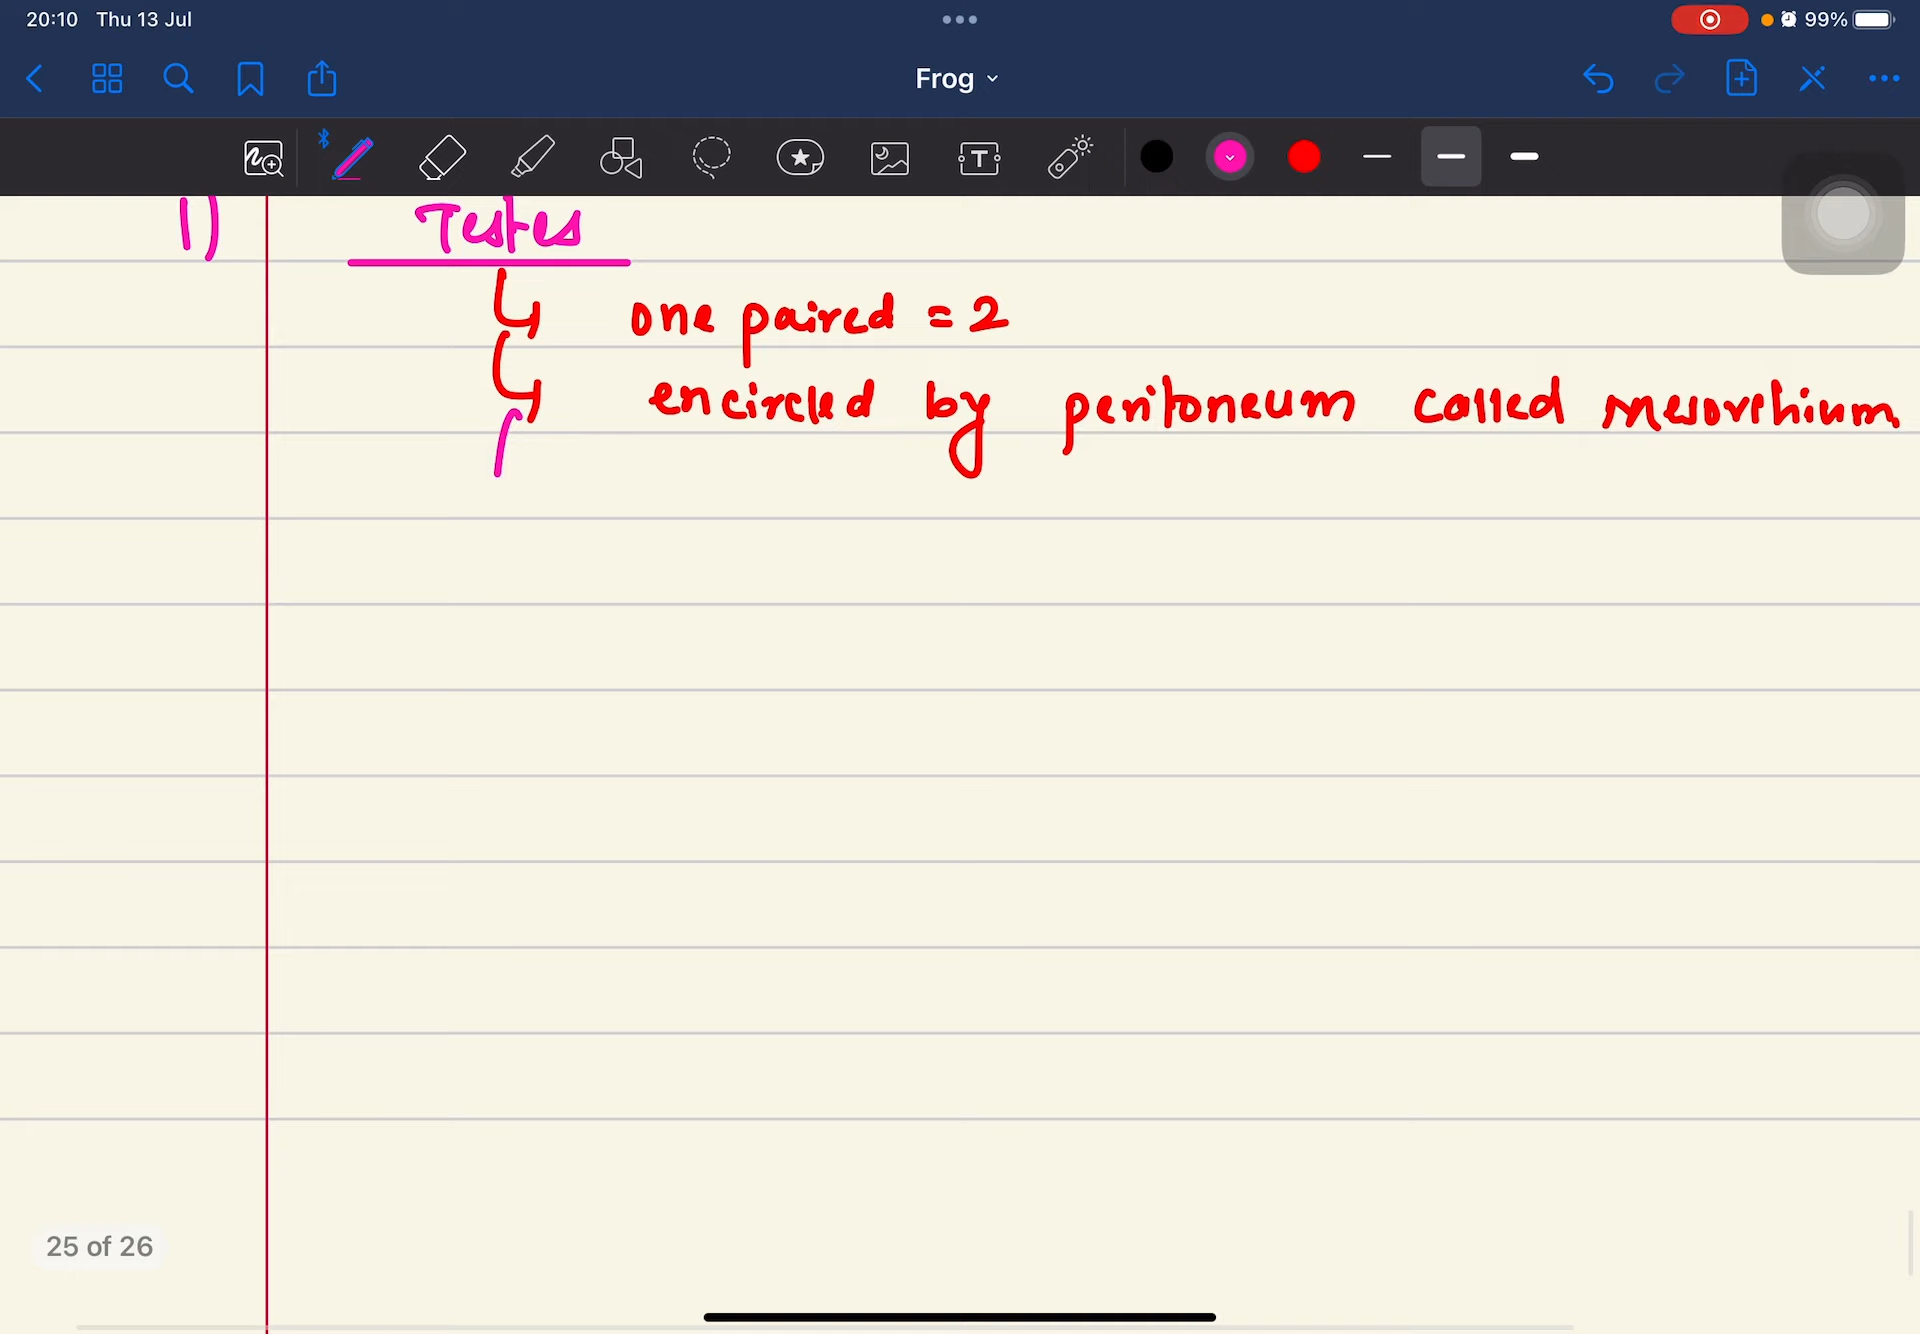 20:10 Thu 13 Jul
99%
Frog
T
1) Testes
one paired = 2
encircled by peritoneum called mesorchium
25 of 26